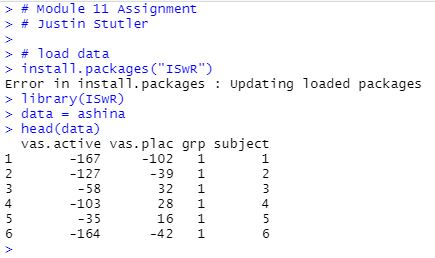 > # Module 11 Assignment
> # Justin Stutler
>
> # load data
> install.packages("ISwR")
Error in install.packages : Updating loaded packages
> library(ISwR)
> data = ashina
> head(data)
  vas.active vas.plac grp subject
1       -167     -102   1       1
2       -127      -39   1       2
3        -58       32   1       3
4       -103       28   1       4
5        -35       16   1       5
6       -164      -42   1       6
>